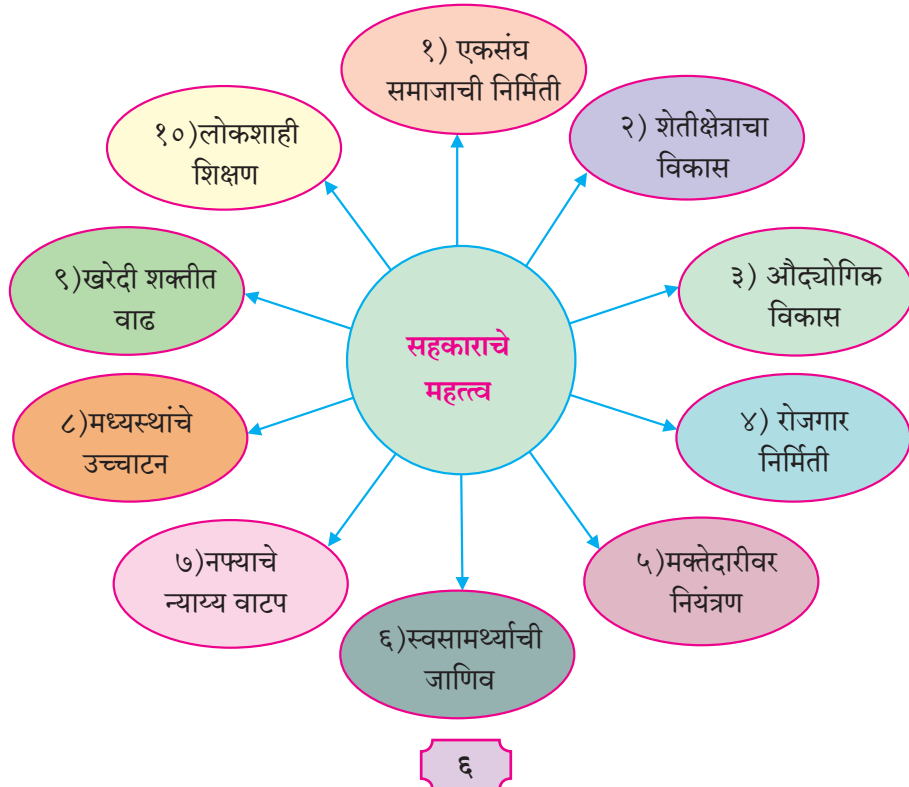 १) एकसंघ
समाजाची निर्मिती
२) शेतीक्षेत्राचा
विकास
३) औद्योगिक
विकास
४) रोजगार
निर्मिती
५)मक्तेदारीवर
नियंत्रण
६)स्वसामर्थ्याची
जाणिव
७)नफ्याचे
न्याय्य वाटप
८)मध्यस्थांचे
उच्चाटन
९)खरेदी शक्तीत
वाढ
१०)लोकशाही
शिक्षण
सहकाराचे
महत्त्व
६